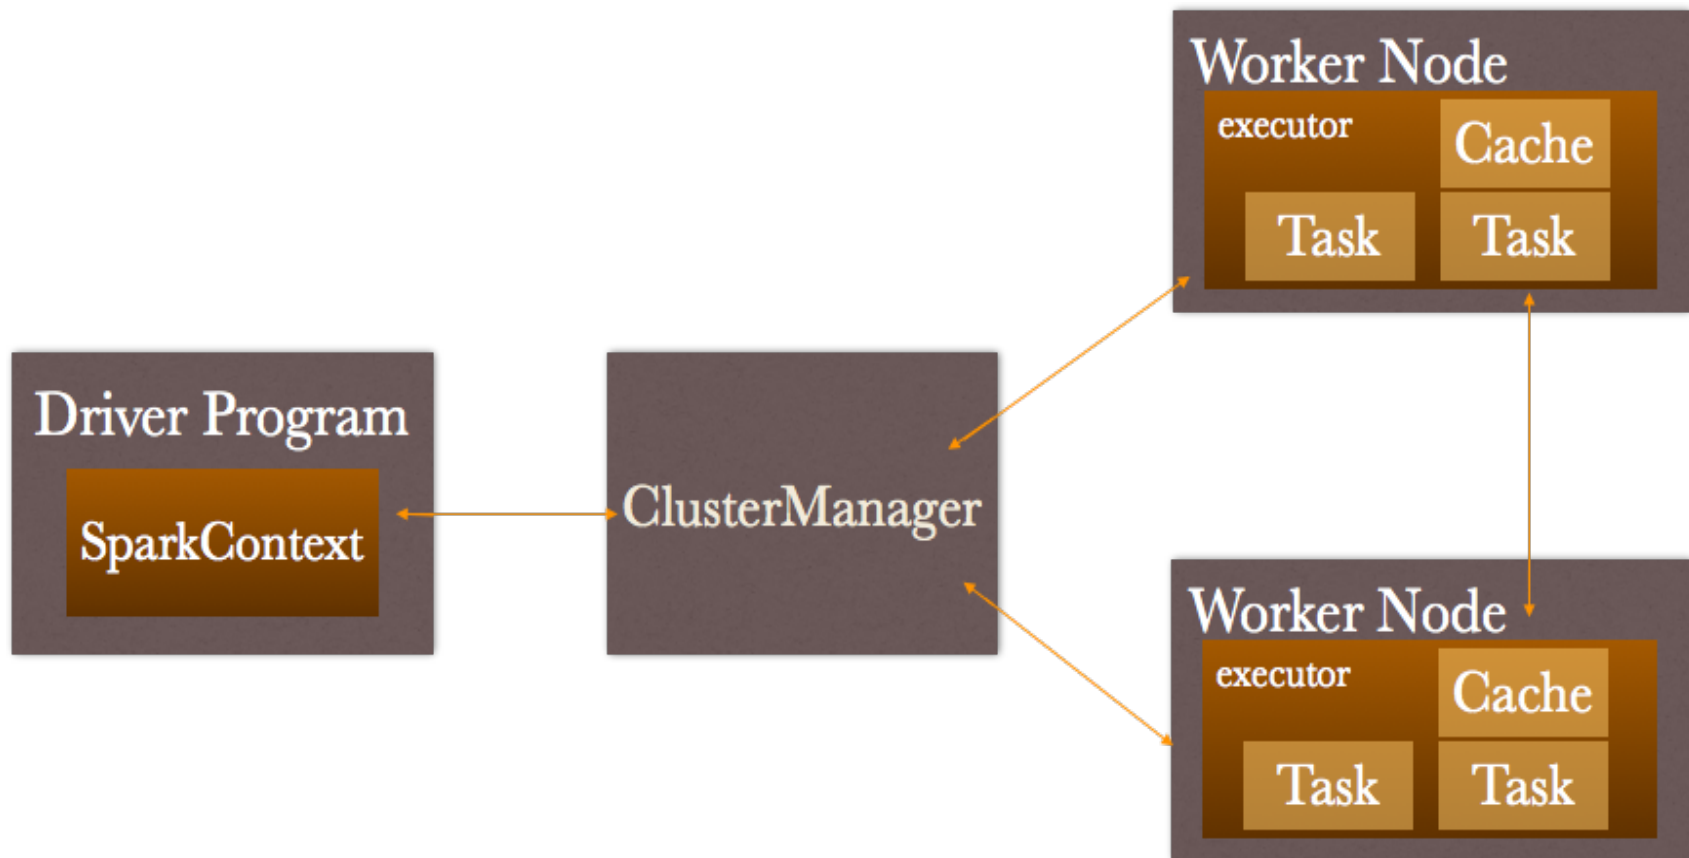 Driver Program
SparkContext
ClusterManager
Worker Node
executor
Cache
Task
Task
Worker Node
executor
Cache
Task
Task